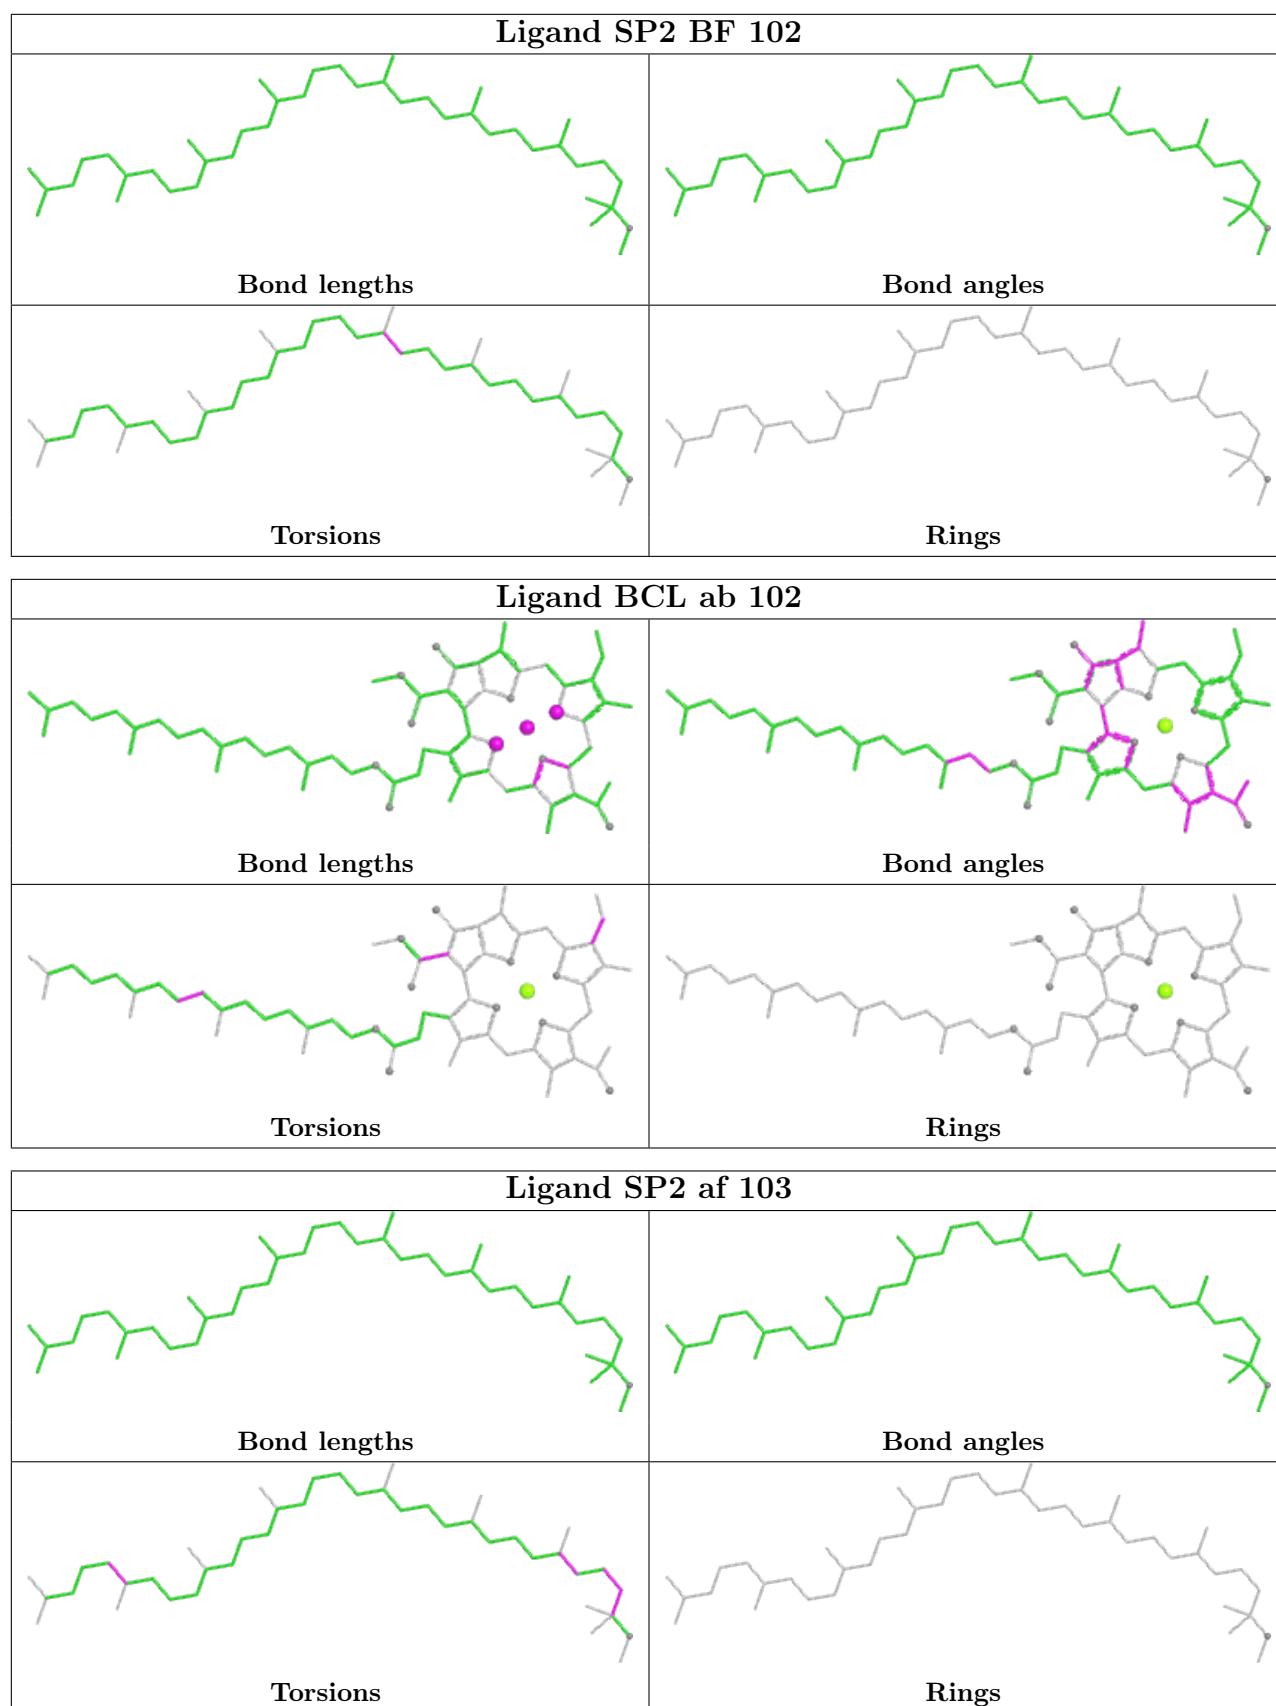 Ligand SP2 BF 102
Bond lengths
Bond angles
Torsions
Rings
Ligand BCL ab 102
Bond lengths
Bond angles
Torsions
Rings
Ligand SP2 af 103
Bond lengths
Bond angles
Torsions
Rings